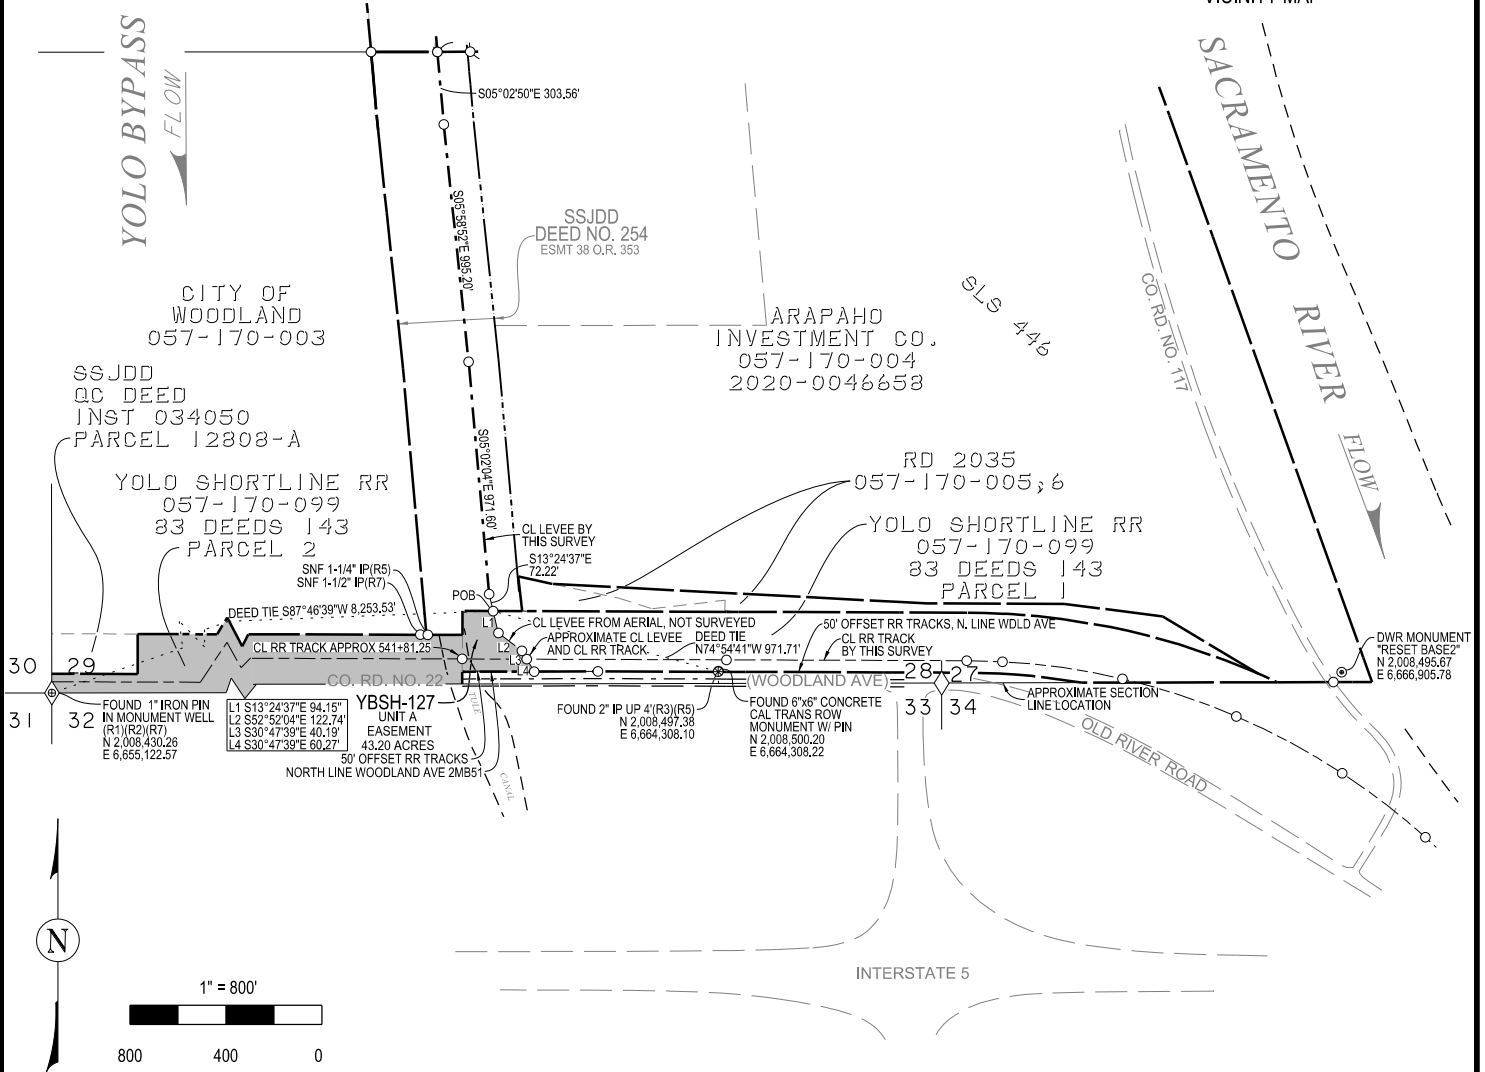 VICINITY MAP
YOLO BYPASS
FLOW
S05°02'50"E 303.56'
S05°58'52"E 995.20'
SSJDD
DEED NO. 254
ESMT 38 O.R. 353
SACRAMENTO RIVER
FLOW
CO. RD. NO. 117
SLS 446
CITY OF
WOODLAND
057-170-003
ARAPAHO
INVESTMENT CO.
057-170-004
2020-0046658
SSJDD
QC DEED
INST 034050
PARCEL 12808-A
YOLO SHORTLINE RR
057-170-099
83 DEEDS 143
PARCEL 2
S05°02'04"E 971.60'
RD 2035
057-170-005;6
YOLO SHORTLINE RR
057-170-099
83 DEEDS 143
PARCEL 1
CL LEVEE BY
THIS SURVEY
S13°24'37"E
72.22'
SNF 1-1/4" IP(R5)
SNF 1-1/2" IP(R7)
POB
DEED TIE S87°46'39"W 8,253.53'
L1
L2
L3
L4
CL LEVEE FROM AERIAL, NOT SURVEYED
APPROXIMATE CL LEVEE
AND CL RR TRACK
DEED TIE
N74°54'41"W 971.71'
50' OFFSET RR TRACKS, N. LINE WDLD AVE
CL RR TRACK
BY THIS SURVEY
CL RR TRACK APPROX 541+81.25
DWR MONUMENT
"RESET BASE2"
N 2,008,495.67
E 6,666,905.78
30 29
31 32
28 27
33 34
CO. RD. NO. 22
(WOODLAND AVE)
APPROXIMATE SECTION
LINE LOCATION
FOUND 1" IRON PIN
IN MONUMENT WELL
(R1)(R2)(R7)
N 2,008,430.26
E 6,655,122.57
L1 S13°24'37"E 94.15'
L2 S52°52'04"E 122.74'
L3 S30°47'39"E 40.19'
L4 S30°47'39"E 60.27'
YBSH-127
UNIT A
EASEMENT
43.20 ACRES
50' OFFSET RR TRACKS
NORTH LINE WOODLAND AVE 2MB51
TULE
CANAL
FOUND 2" IP UP 4'(R3)(R5)
N 2,008,497.38
E 6,664,308.10
FOUND 6"x6" CONCRETE
CAL TRANS ROW
MONUMENT W/ PIN
N 2,008,500.20
E 6,664,308.22
OLD RIVER ROAD
INTERSTATE 5
N
1" = 800'
800 400 0